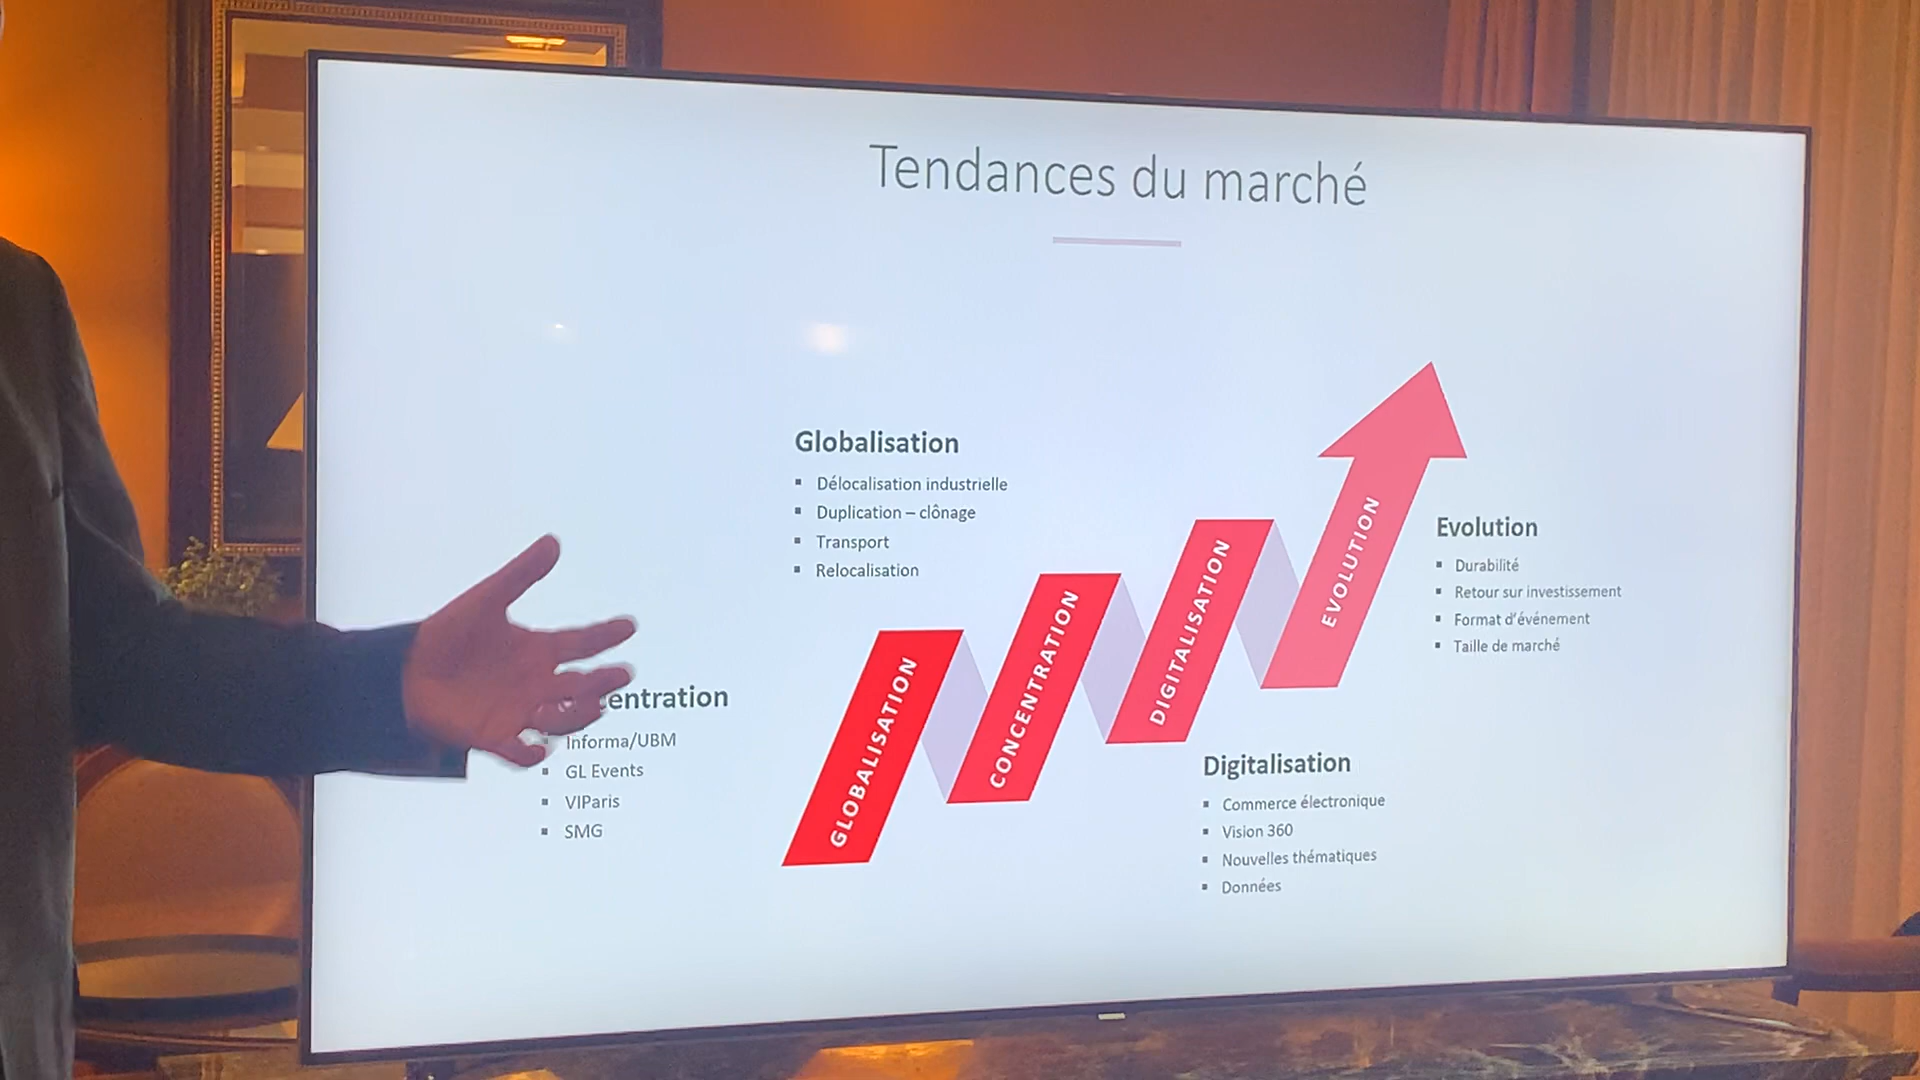 Tendances du marché
Globalisation
Délocalisation industrielle
Duplication – clônage
Transport
Relocalisation
entration
Informa/UBM
GL Events
VIParis
SMG
GLOBALISATION
CONCENTRATION
DIGITALISATION
EVOLUTION
Evolution
Durabilité
Retour sur investissement
Format d'événement
Taille de marché
Digitalisation
Commerce électronique
Vision 360
Nouvelles thématiques
Données